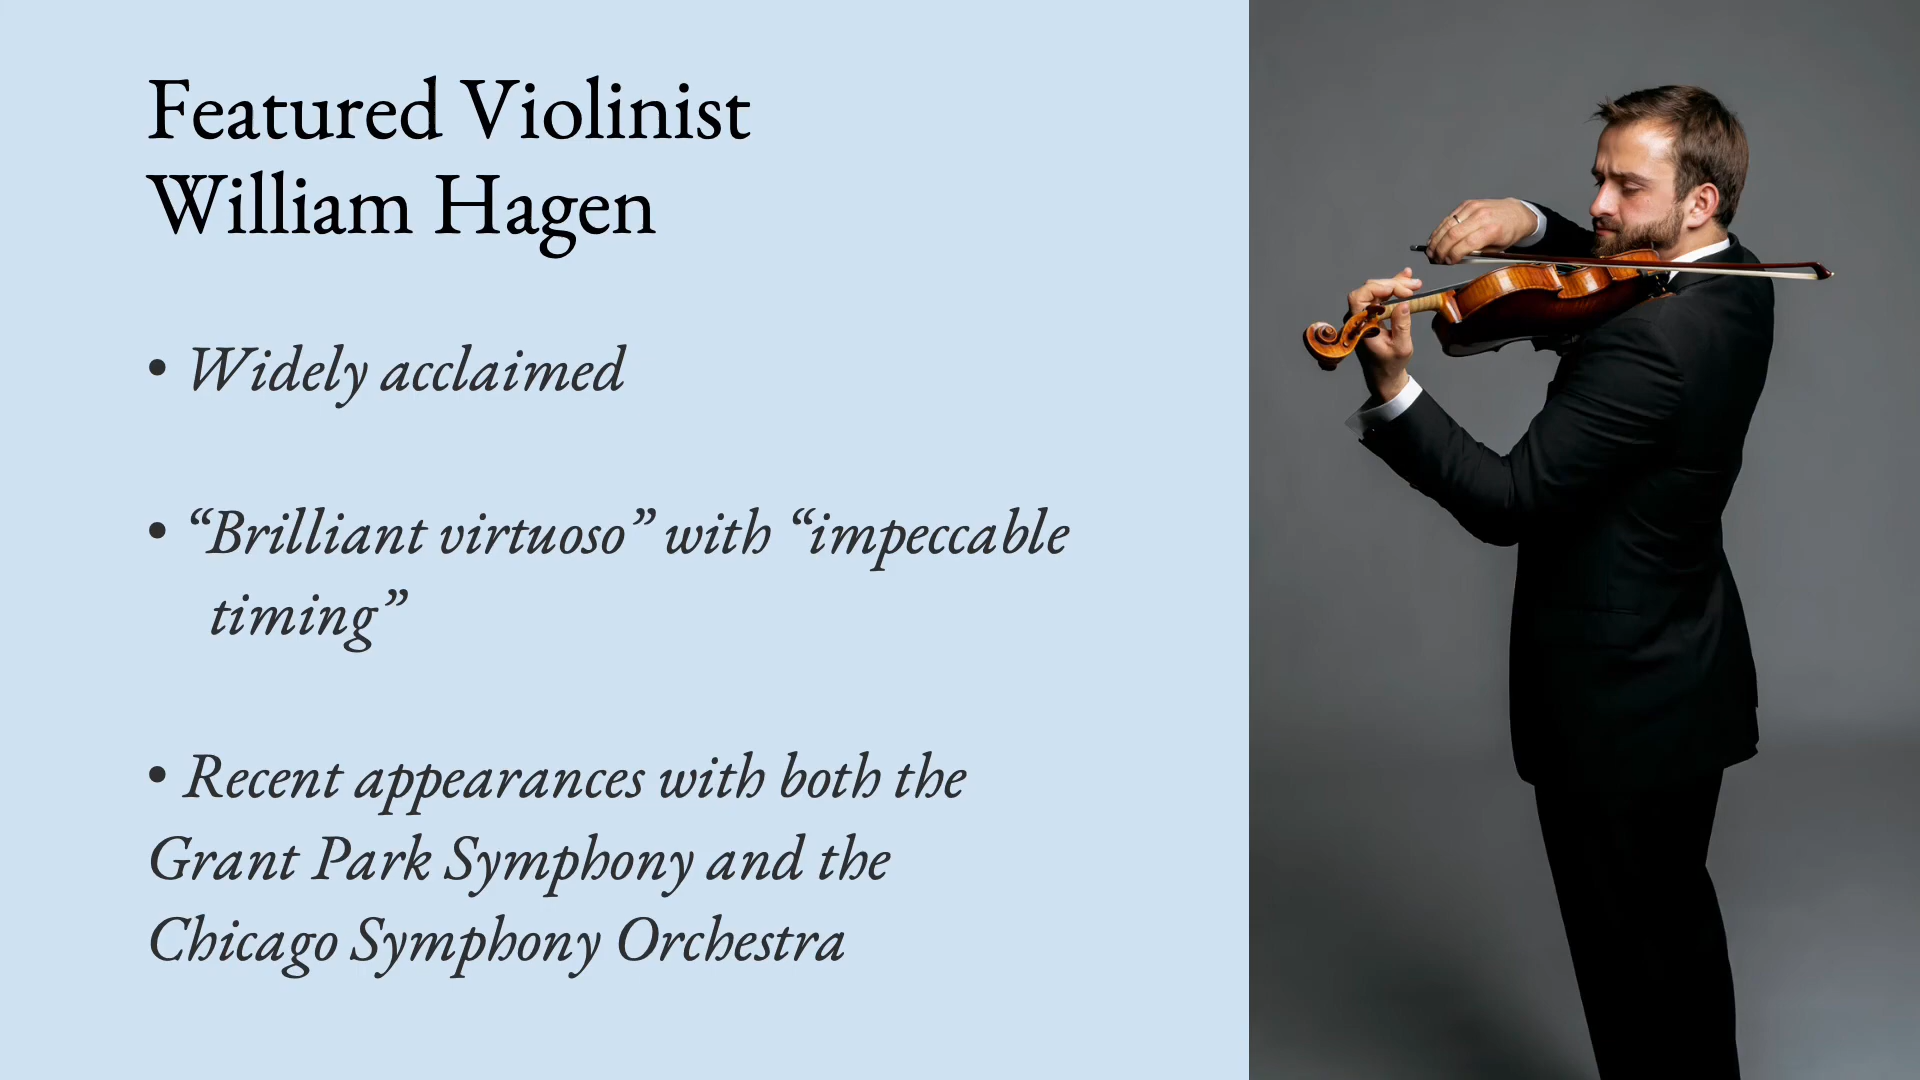 Featured Violinist
William Hagen
• Widely acclaimed
• “Brilliant virtuoso” with “impeccable
timing”
• Recent appearances with both the
Grant Park Symphony and the
Chicago Symphony Orchestra